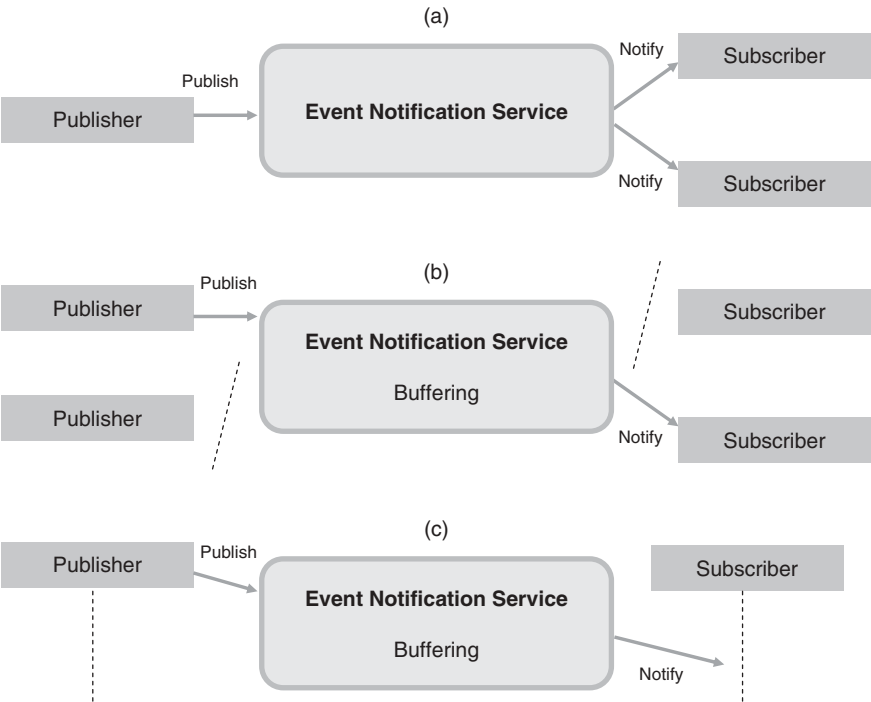 (a)
Publisher
Publish
Event Notification Service
Notify
Subscriber
Notify
Subscriber
(b)
Publisher
Publish
Publisher
Event Notification Service
Buffering
Subscriber
Notify
Subscriber
(c)
Publisher
Publish
Event Notification Service
Buffering
Subscriber
Notify